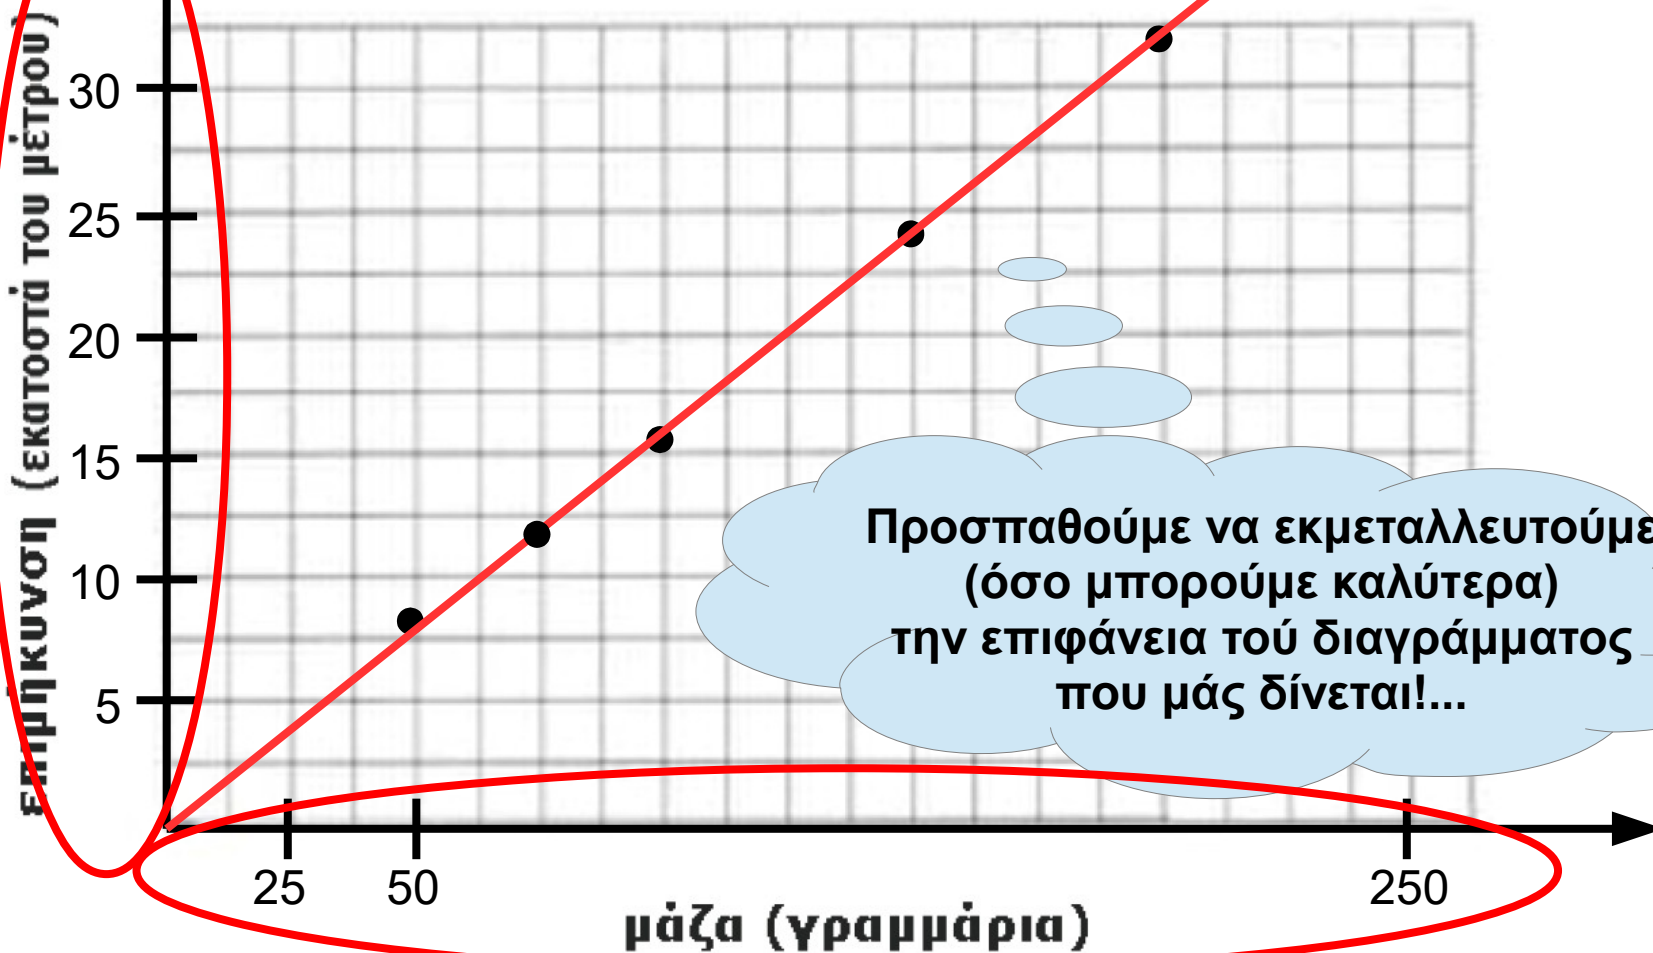 επιμήκυνση (εκατοστά του μέτρου)
30
25
20
15
10
5
Προσπαθούμε να εκμεταλλευτούμε
(όσο μπορούμε καλύτερα)
την επιφάνεια τού διαγράμματος
που μάς δίνεται!...
25 50 250
μάζα (γραμμάρια)